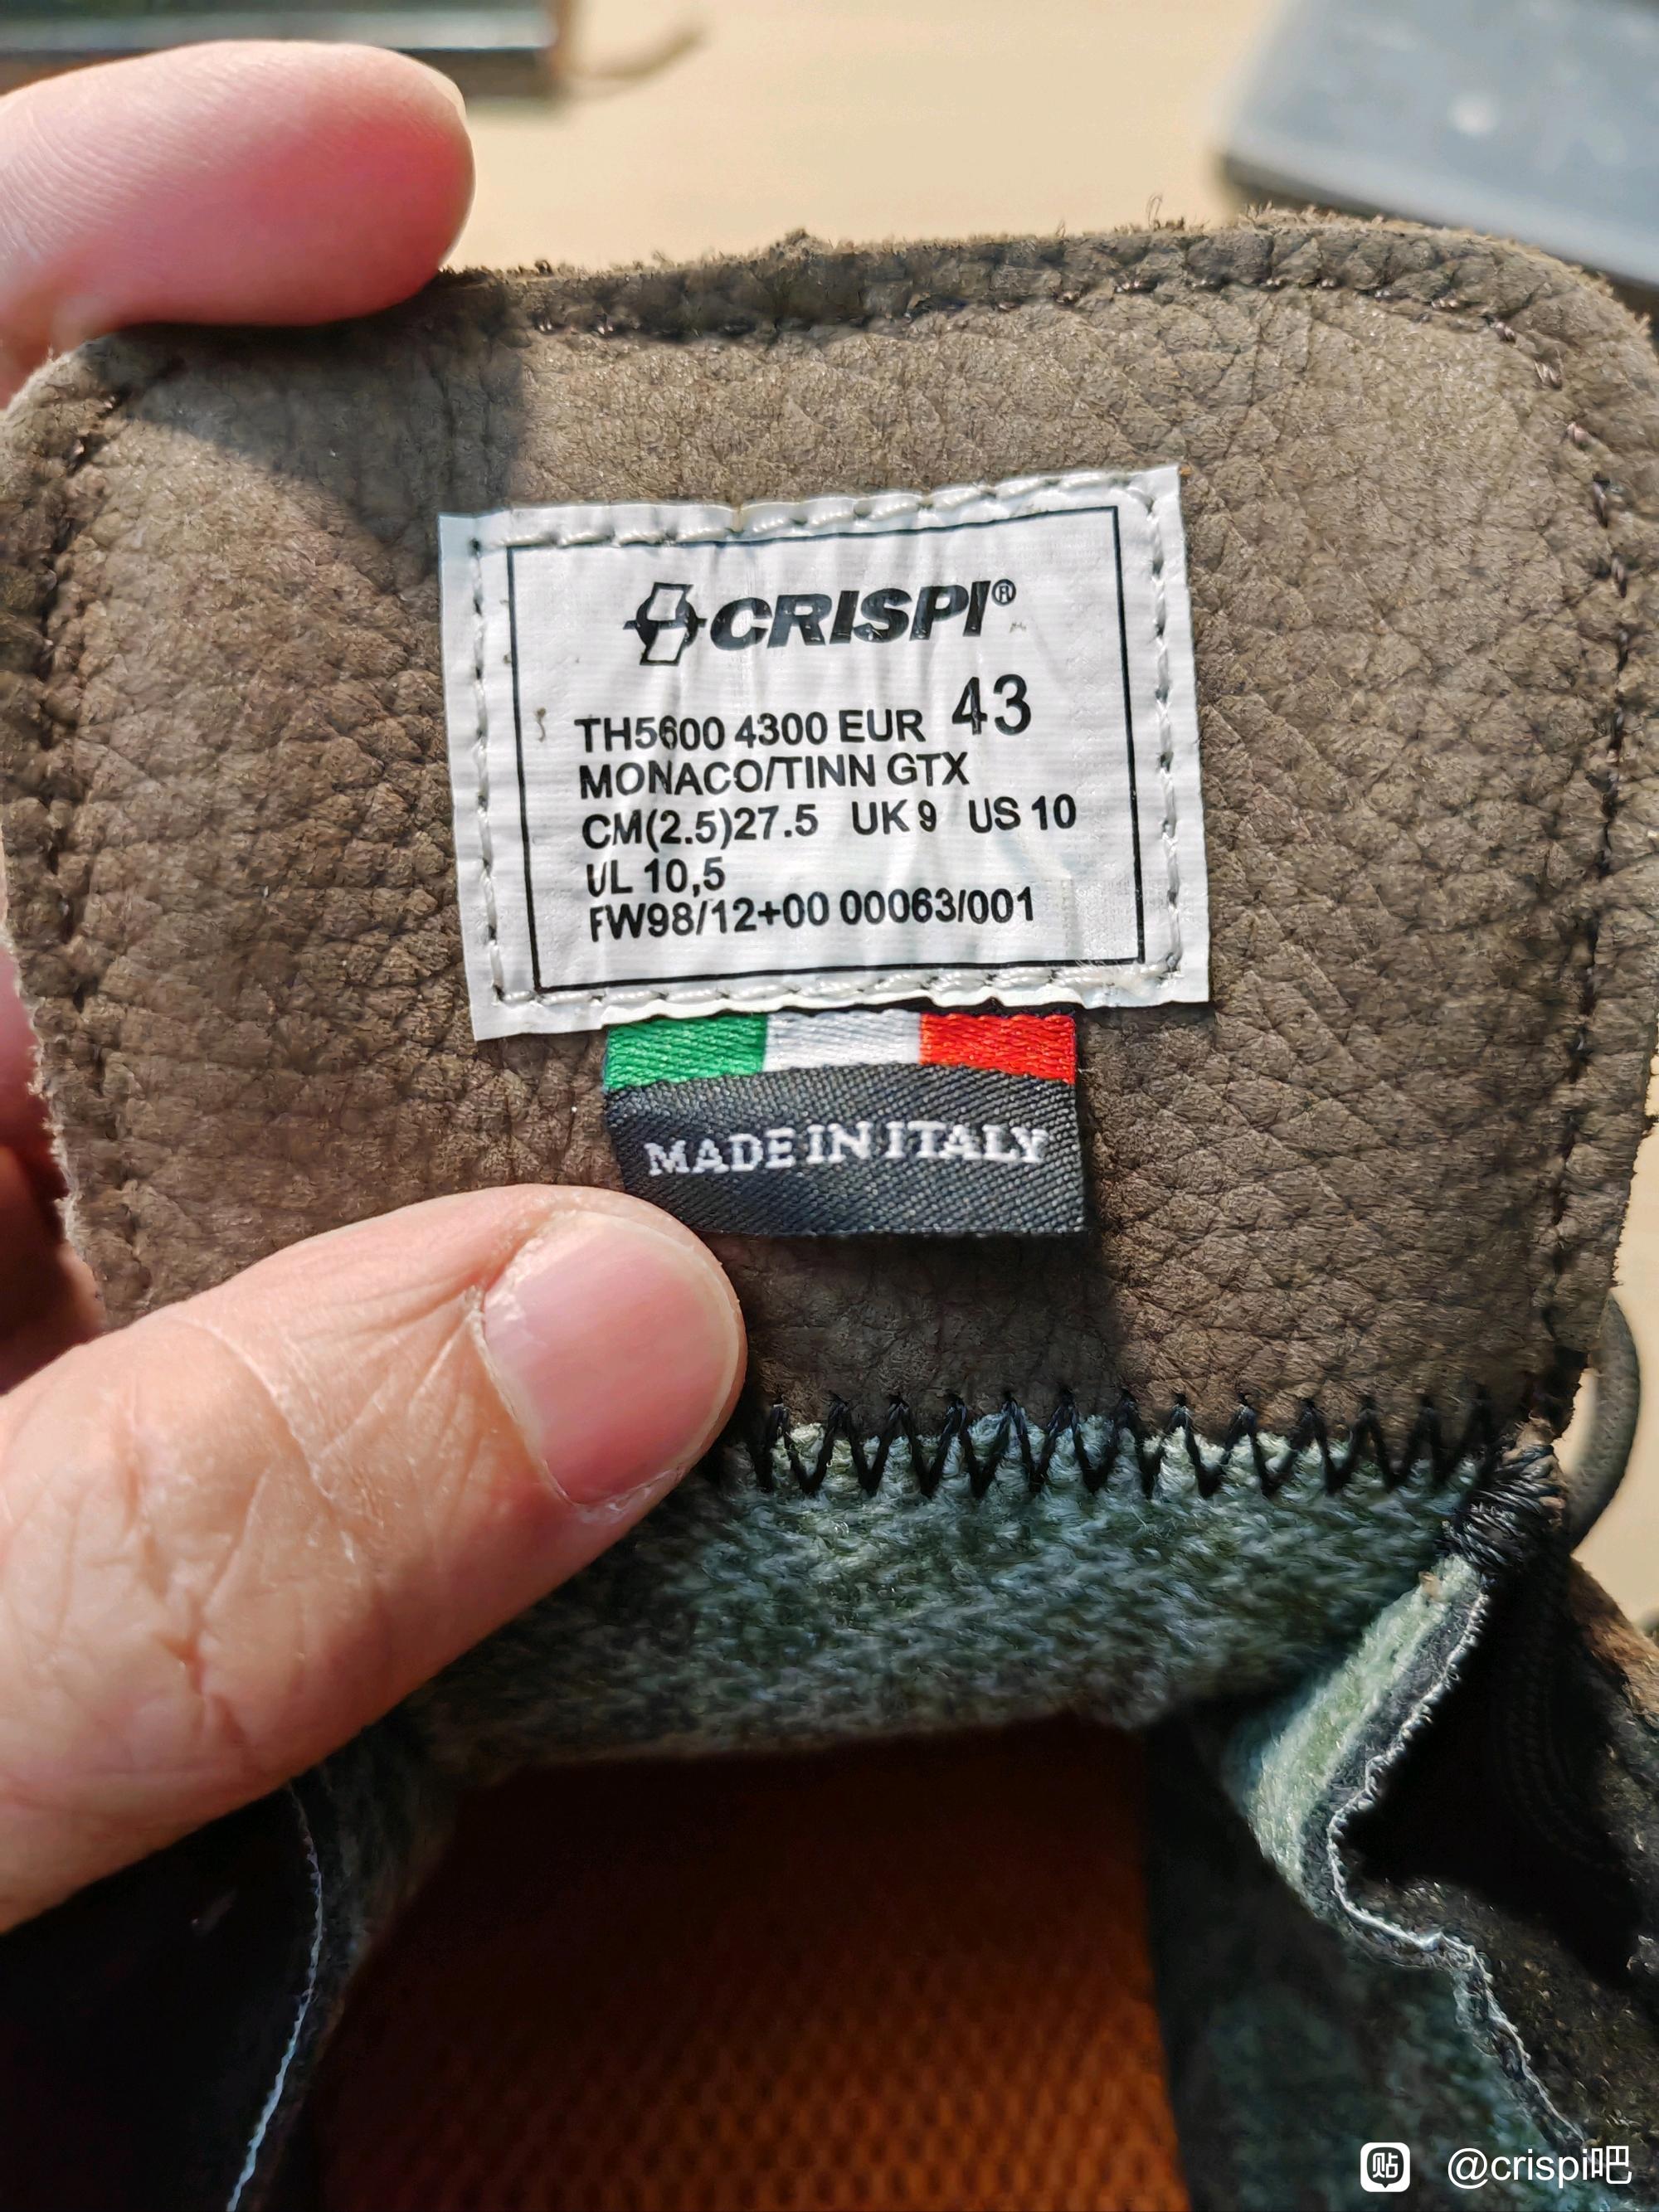 CRISPI®
TH5600 4300 EUR 43
MONACO/TINN GTX
CM(2.5)27.5 UK 9 US 10
UL 10,5
FW98/12+00 00063/001
MADE IN ITALY
贴 @crispi吧